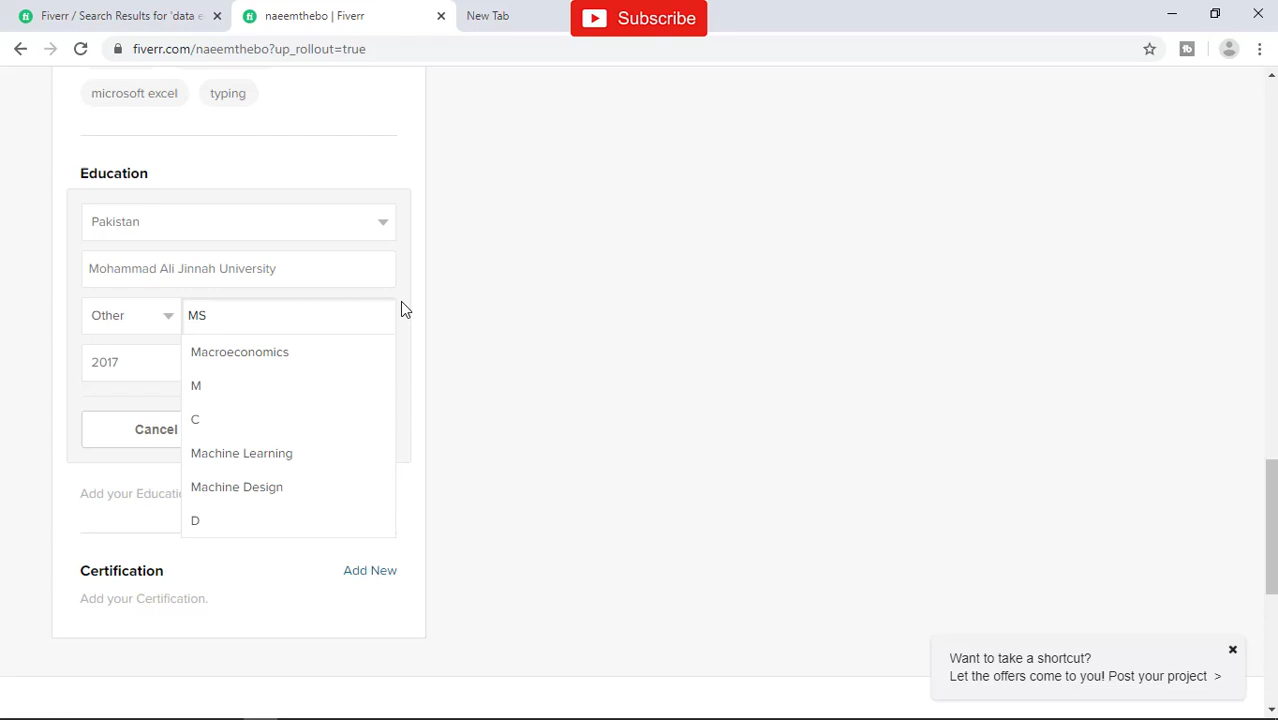 Fiverr / Search Results for 'data e
naeemthebo | Fiverr
New Tab
Subscribe
fiverr.com/naeemthebo?up_rollout=true
microsoft excel
typing
Education
Pakistan
Mohammad Ali Jinnah University
Other
MS
Macroeconomics
2017
M
C
Cancel
Machine Learning
Machine Design
Add your Educati
D
Certification
Add New
Add your Certification.
Want to take a shortcut?
Let the offers come to you! Post your project >